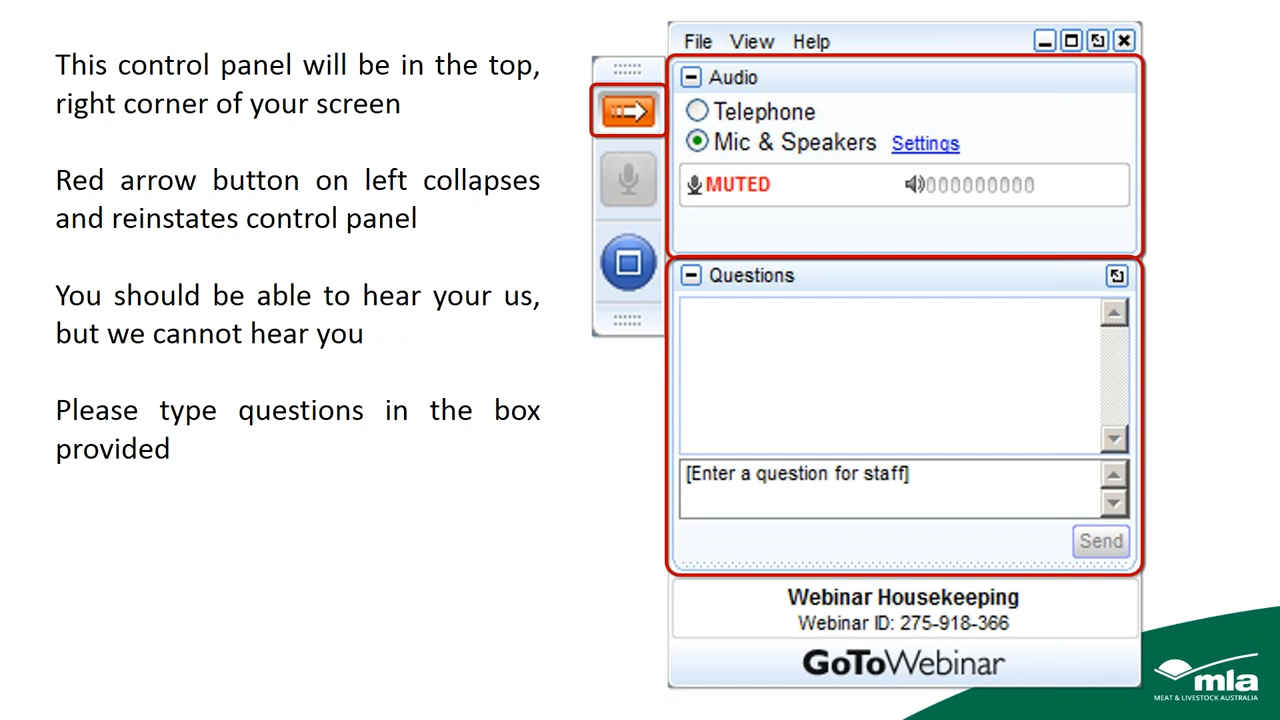 This control panel will be in the top,
right corner of your screen
Red arrow button on left collapses
and reinstates control panel
You should be able to hear your us,
but we cannot hear you
Please type questions in the box
provided
File View Help
Audio
Telephone
Mic & Speakers Settings
MUTED 000000000
Questions
[Enter a question for staff]
Send
Webinar Housekeeping
Webinar ID: 275-918-366
GoToWebinar
mla
MEAT & LIVESTOCK AUSTRALIA